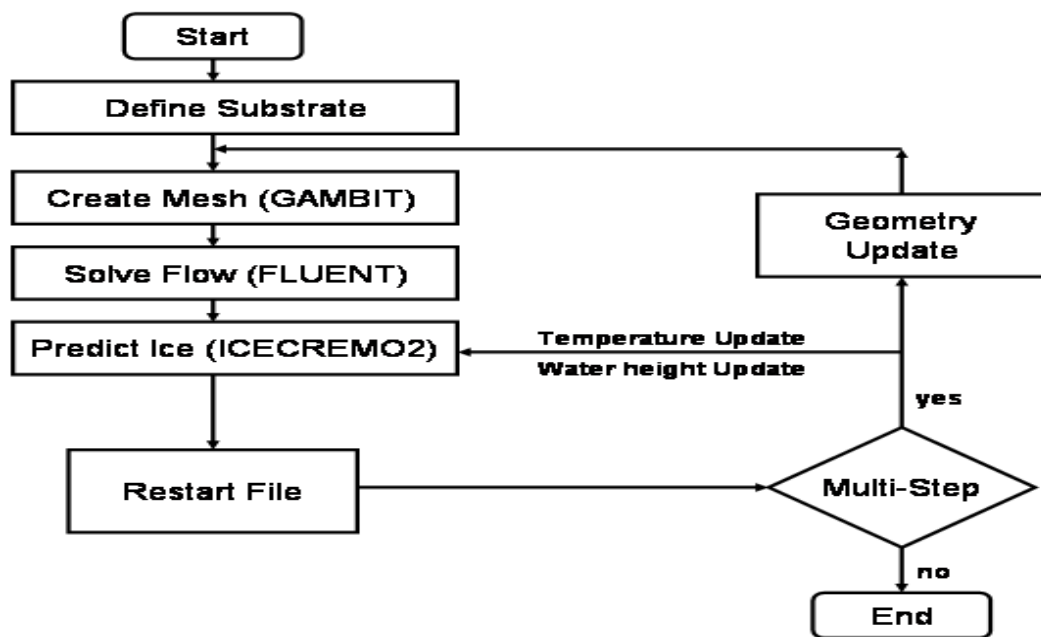 Start
Define Substrate
Create Mesh (GAMBIT)
Geometry
Update
Solve Flow (FLUENT)
Predict Ice (ICECREMO2)
Temperature Update
Water height Update
yes
Restart File
Multi-Step
no
End